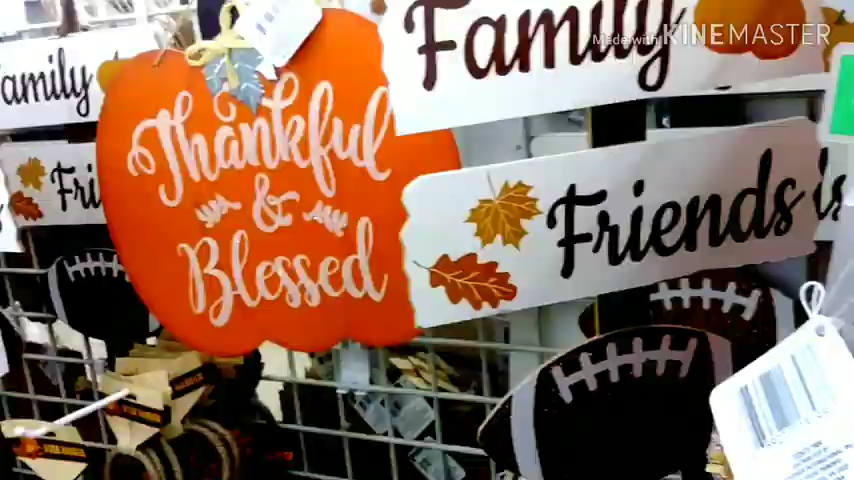 Family
Made with KINEMASTER
amily
Thankful
&
Blessed
Fri
Friends
is